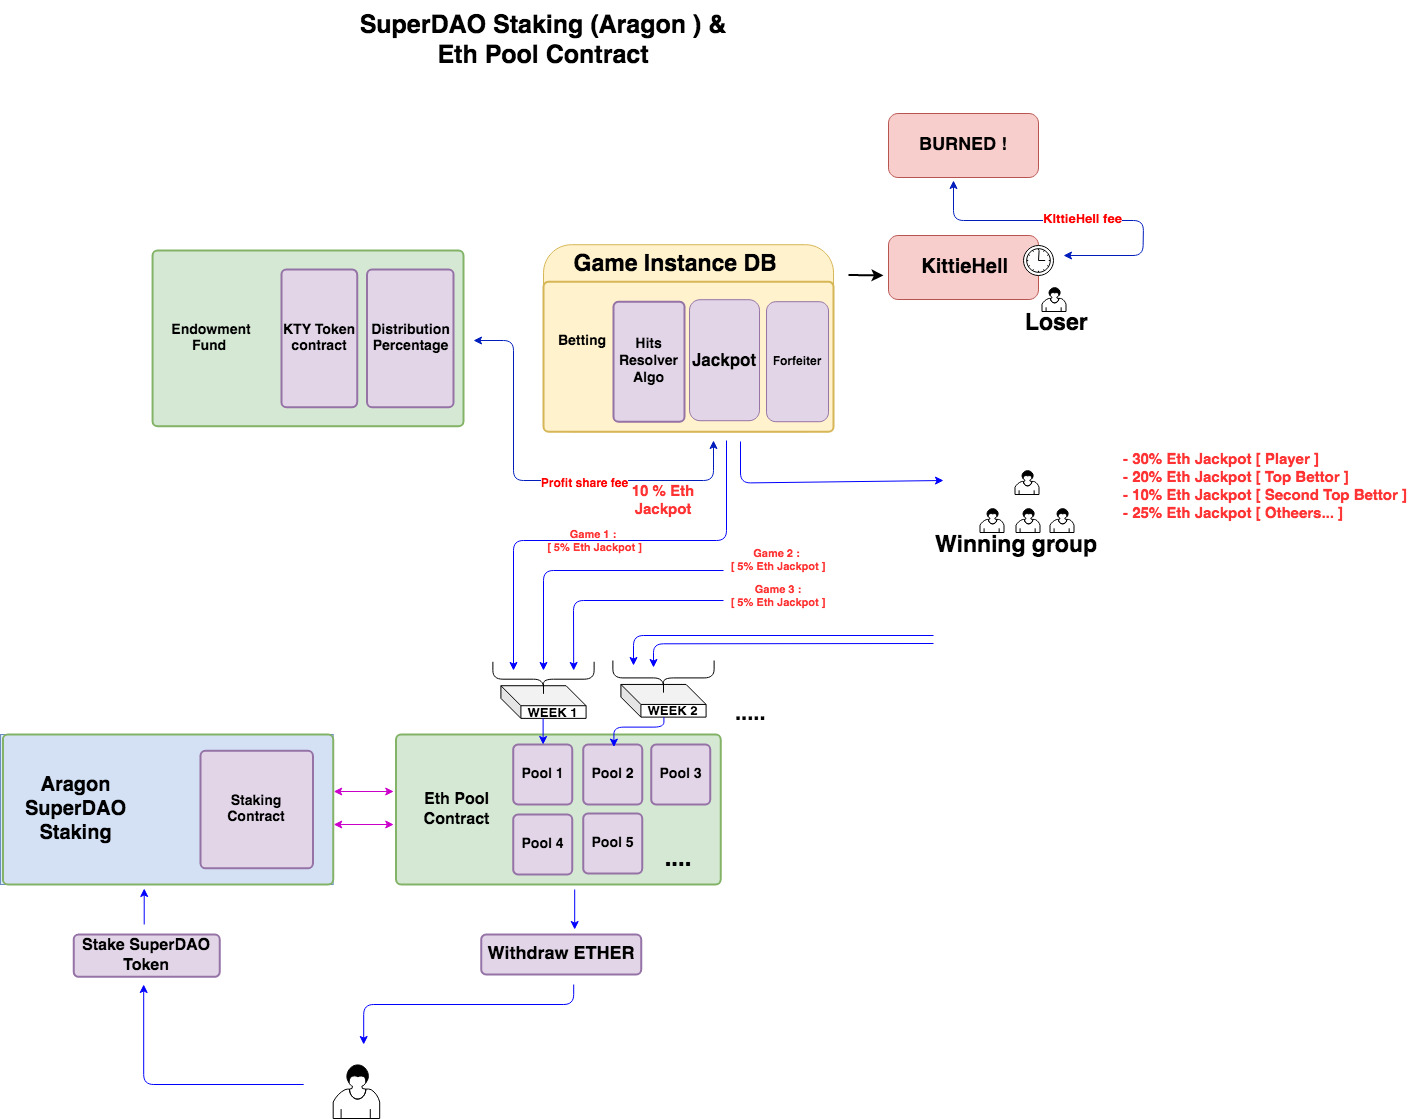 SuperDAO Staking (Aragon ) &
Eth Pool Contract
BURNED !
KIttieHell fee
KittieHell
Loser
Game Instance DB
Betting
Hits
Resolver
Algo
Jackpot
Forfeiter
Endowment
Fund
KTY Token
contract
Distribution
Percentage
Profit share fee
10 % Eth
Jackpot
- 30% Eth Jackpot [ Player ]
- 20% Eth Jackpot [ Top Bettor ]
- 10% Eth Jackpot [ Second Top Bettor ]
- 25% Eth Jackpot [ Otheers... ]
Winning group
Game 1 :
[ 5% Eth Jackpot ]
Game 2 :
[ 5% Eth Jackpot ]
Game 3 :
[ 5% Eth Jackpot ]
WEEK 1
WEEK 2
.....
Aragon
SuperDAO
Staking
Staking
Contract
Eth Pool
Contract
Pool 1
Pool 2
Pool 3
Pool 4
Pool 5
....
Stake SuperDAO
Token
Withdraw ETHER